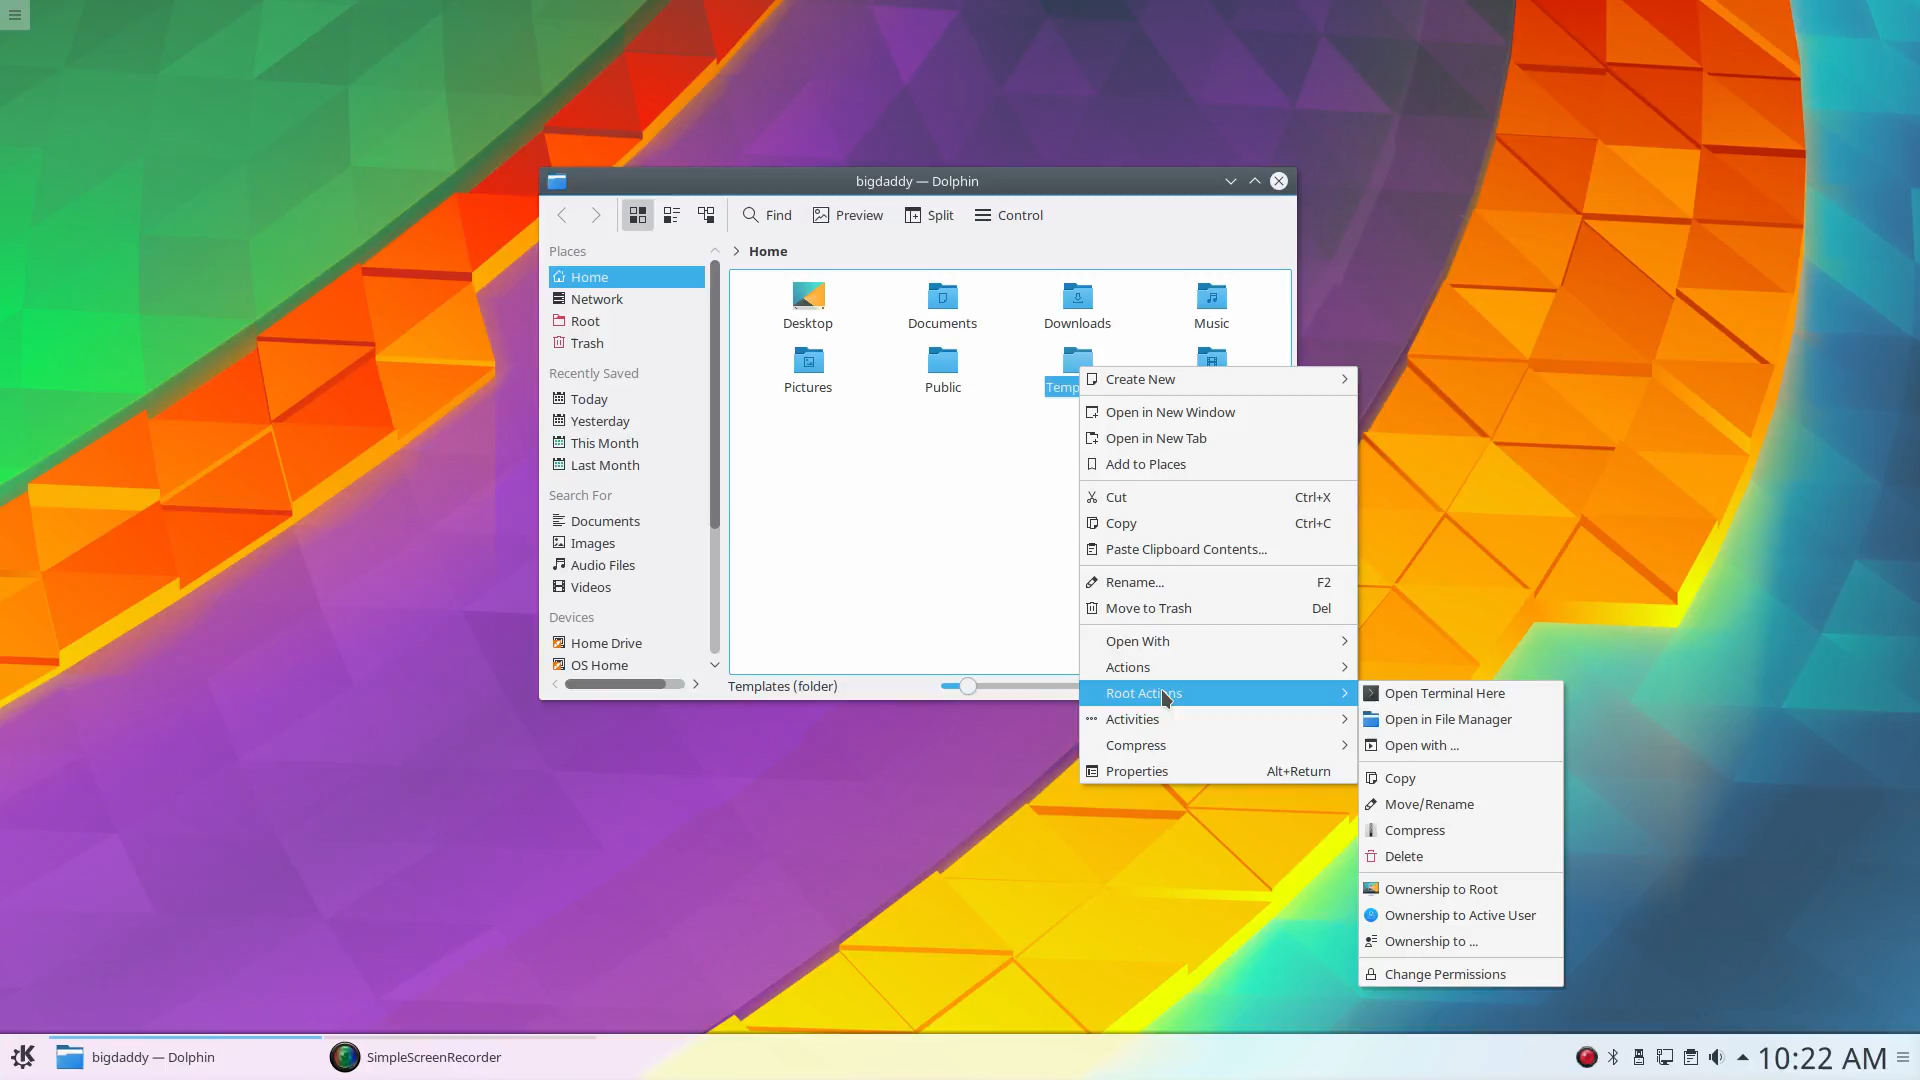 bigdaddy — Dolphin
Find
Preview
Split
Control
Places
Home
Network
Root
Trash
Recently Saved
Today
Yesterday
This Month
Last Month
Search For
Documents
Images
Audio Files
Videos
Devices
Home Drive
OS Home
Home
Desktop
Documents
Downloads
Music
Pictures
Public
Temp
Templates (folder)
Create New
Open in New Window
Open in New Tab
Add to Places
Cut Ctrl+X
Copy Ctrl+C
Paste Clipboard Contents...
Rename... F2
Move to Trash Del
Open With
Actions
Root Actions
Activities
Compress
Properties Alt+Return
Open Terminal Here
Open in File Manager
Open with ...
Copy
Move/Rename
Compress
Delete
Ownership to Root
Ownership to Active User
Ownership to ...
Change Permissions
bigdaddy — Dolphin
SimpleScreenRecorder
10:22 AM